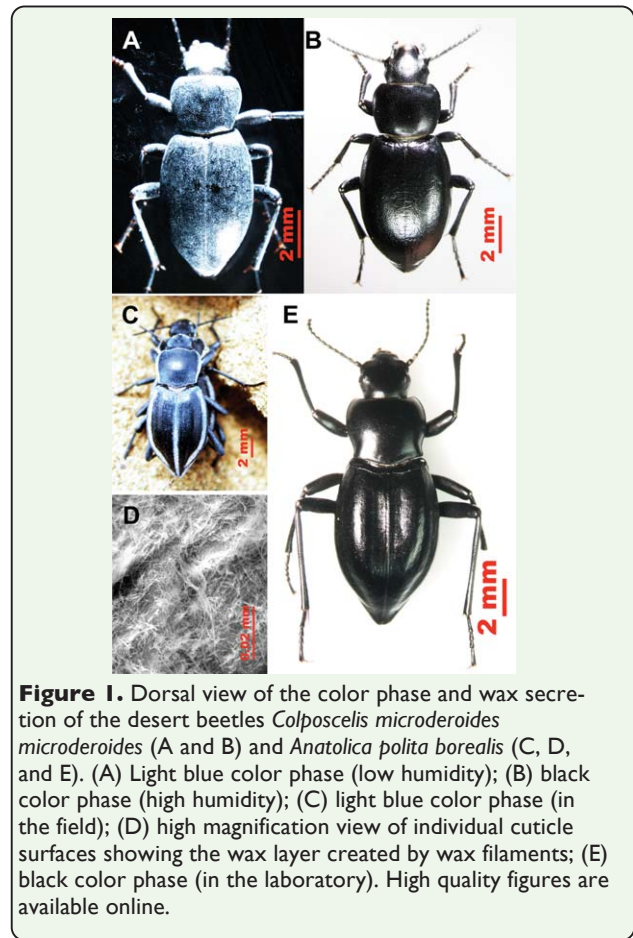 A
B
2 mm
2 mm
C
E
2 mm
D
0.02 mm
2 mm
Figure 1. Dorsal view of the color phase and wax secre-
tion of the desert beetles Colposcelis microderoides
microderoides (A and B) and Anatolica polita borealis (C, D,
and E). (A) Light blue color phase (low humidity); (B) black
color phase (high humidity); (C) light blue color phase (in
the field); (D) high magnification view of individual cuticle
surfaces showing the wax layer created by wax filaments; (E)
black color phase (in the laboratory). High quality figures are
available online.